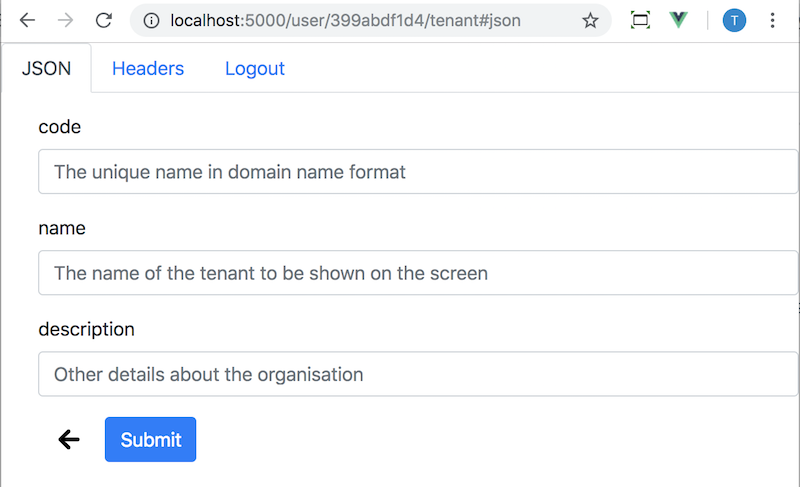 localhost:5000/user/399abdf1d4/tenant#json
T
JSON Headers Logout
code
The unique name in domain name format
name
The name of the tenant to be shown on the screen
description
Other details about the organisation
Submit